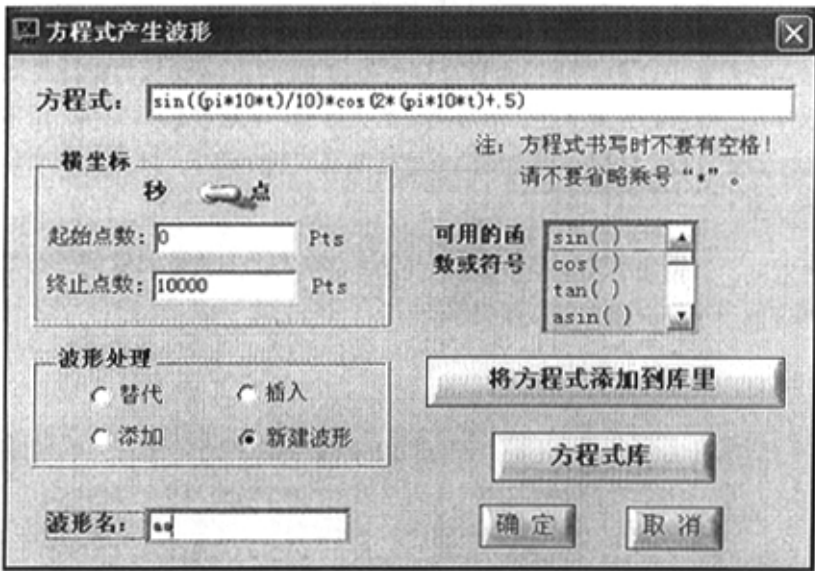 方程式产生波形
方程式： sin((pi*10*t)/10)*cos(2*(pi*10*t)+.5)
注：方程式书写时不要有空格！
请不要省略乘号“*”。
横坐标
秒 点
起始点数： 0 Pts
终止点数： 10000 Pts
可用的函
数或符号
sin( )
cos( )
tan( )
asin( )
波形处理
替代 插入
添加 新建波形
将方程式添加到库里
方程式库
波形名：
确定 取消